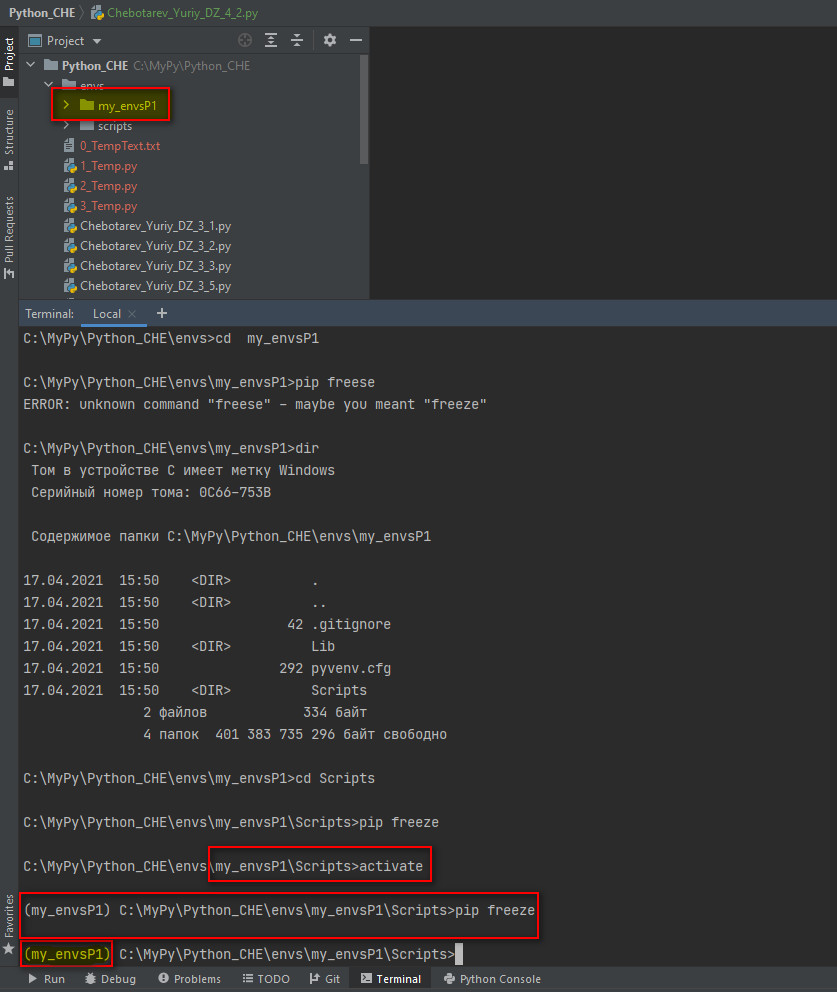 Python_CHE Chebotarev_Yuriy_DZ_4_2.py
Project
Project
Python_CHE C:\MyPy\Python_CHE
envs
my_envsP1
scripts
0_TempText.txt
1_Temp.py
2_Temp.py
3_Temp.py
Chebotarev_Yuriy_DZ_3_1.py
Chebotarev_Yuriy_DZ_3_2.py
Chebotarev_Yuriy_DZ_3_3.py
Chebotarev_Yuriy_DZ_3_5.py
Structure
Pull Requests
Terminal: Local × +
C:\MyPy\Python_CHE\envs>cd  my_envsP1
C:\MyPy\Python_CHE\envs\my_envsP1>pip freese
ERROR: unknown command "freese" - maybe you meant "freeze"
C:\MyPy\Python_CHE\envs\my_envsP1>dir
Том в устройстве C имеет метку Windows
Серийный номер тома: 0C66-753B
Содержимое папки C:\MyPy\Python_CHE\envs\my_envsP1
17.04.2021  15:50    <DIR>          .
17.04.2021  15:50    <DIR>          ..
17.04.2021  15:50                42 .gitignore
17.04.2021  15:50    <DIR>          Lib
17.04.2021  15:50               292 pyvenv.cfg
17.04.2021  15:50    <DIR>          Scripts
2 файлов            334 байт
4 папок  401 383 735 296 байт свободно
C:\MyPy\Python_CHE\envs\my_envsP1>cd Scripts
C:\MyPy\Python_CHE\envs\my_envsP1\Scripts>pip freeze
C:\MyPy\Python_CHE\envs\my_envsP1\Scripts>activate
(my_envsP1) C:\MyPy\Python_CHE\envs\my_envsP1\Scripts>pip freeze
(my_envsP1) C:\MyPy\Python_CHE\envs\my_envsP1\Scripts>
Favorites
Run Debug Problems TODO Git Terminal Python Console